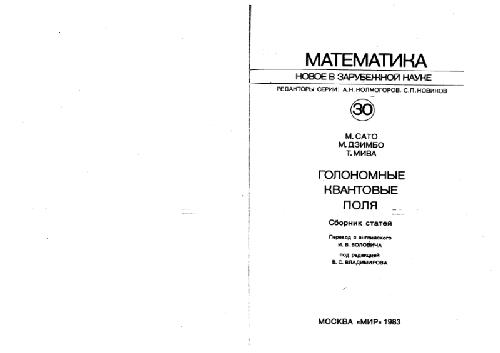 МАТЕМАТИКА
НОВОЕ В ЗАРУБЕЖНОЙ НАУКЕ
РЕДАКТОРЫ СЕРИИ: А.Н. КОЛМОГОРОВ, С.П. НОВИКОВ
30
М. САТО
М. ДЗИМБО
Т. МИВА
ГОЛОНОМНЫЕ
КВАНТОВЫЕ
ПОЛЯ
Сборник статей
Перевод с английского
И. В. ВОЛОВИЧА
под редакцией
В. С. ВЛАДИМИРОВА
МОСКВА «МИР» 1983